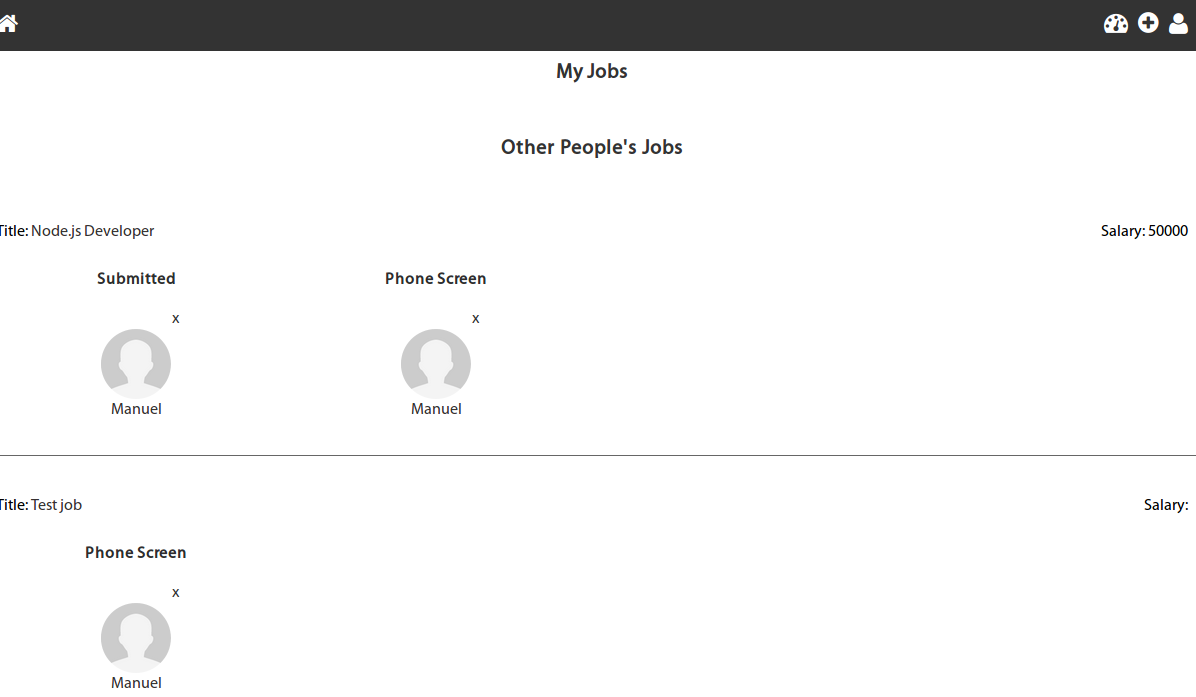 My Jobs
Other People's Jobs
Title: Node.js Developer Salary: 50000
Submitted Phone Screen
x x
Manuel Manuel
Title: Test job Salary:
Phone Screen
x
Manuel